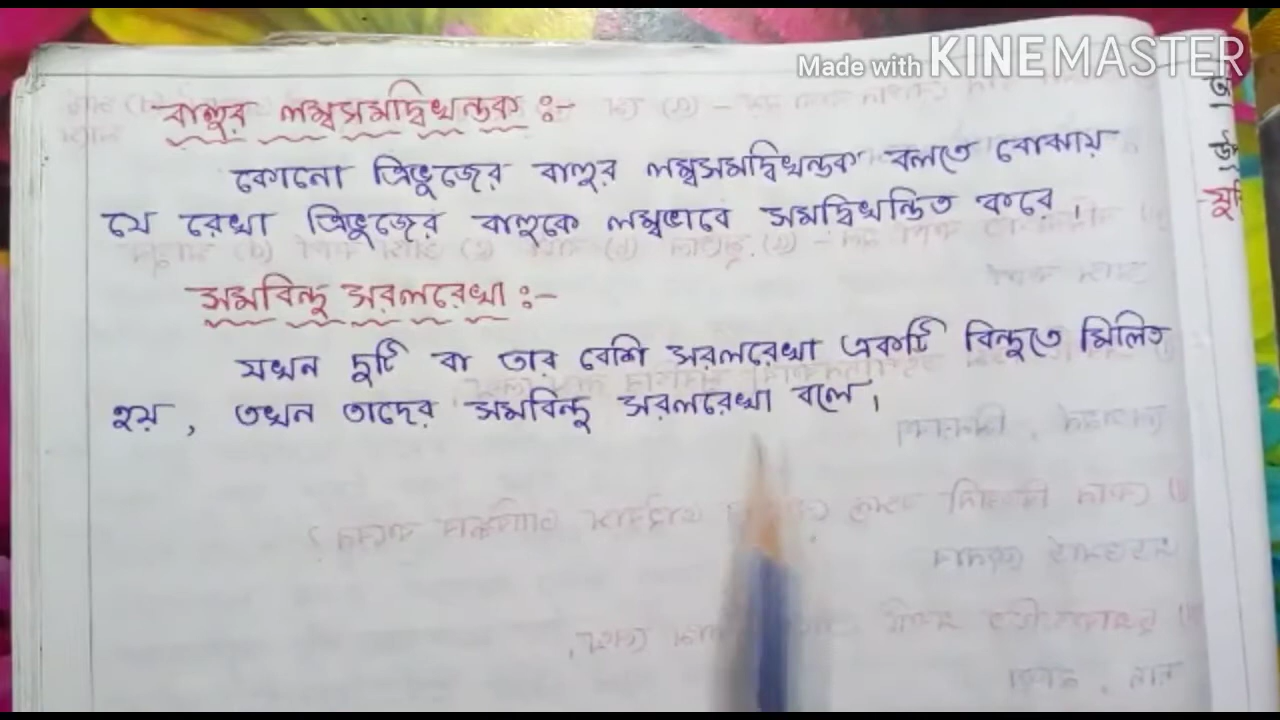 Made with KINEMASTER
বাহুর লম্বসমদ্বিখন্ডক :-
কোনো ত্রিভুজের বাহুর লম্বসমদ্বিখন্ডক বলতে বোঝায়
যে রেখা ত্রিভুজের বাহুকে লম্বভাবে সমদ্বিখন্ডিত করে।
সমবিন্দু সরলরেখা :-
যখন দুটি বা তার বেশি সরলরেখা একটি বিন্দুতে মিলিত
হয়, তখন তাদের সমবিন্দু সরলরেখা বলে।